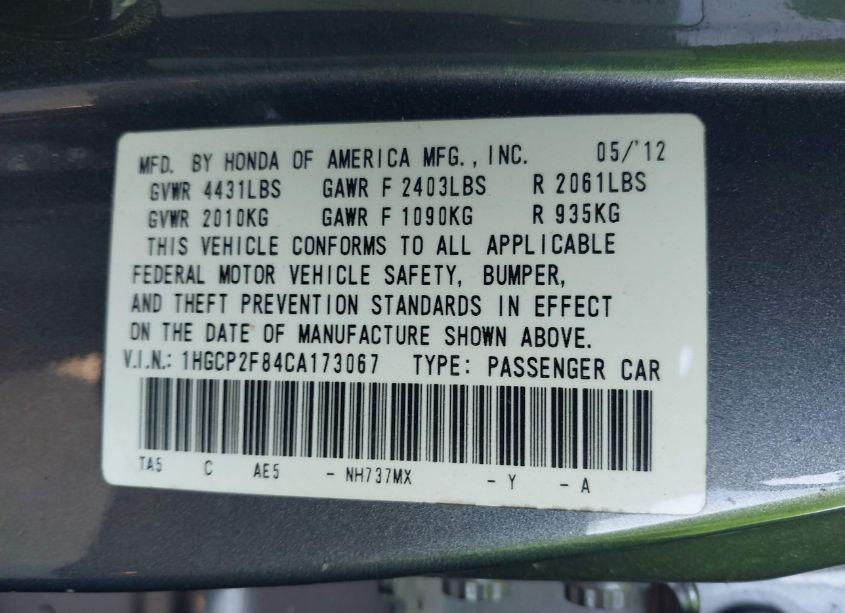 MFD. BY HONDA OF AMERICA MFG., INC. 05/'12
GVWR 4431LBS GAWR F 2403LBS R 2061LBS
GVWR 2010KG GAWR F 1090KG R 935KG
THIS VEHICLE CONFORMS TO ALL APPLICABLE
FEDERAL MOTOR VEHICLE SAFETY, BUMPER,
AND THEFT PREVENTION STANDARDS IN EFFECT
ON THE DATE OF MANUFACTURE SHOWN ABOVE.
V.I.N.: 1HGCP2F84CA173067 TYPE: PASSENGER CAR
TA5 C AE5 - NH737MX - Y - A